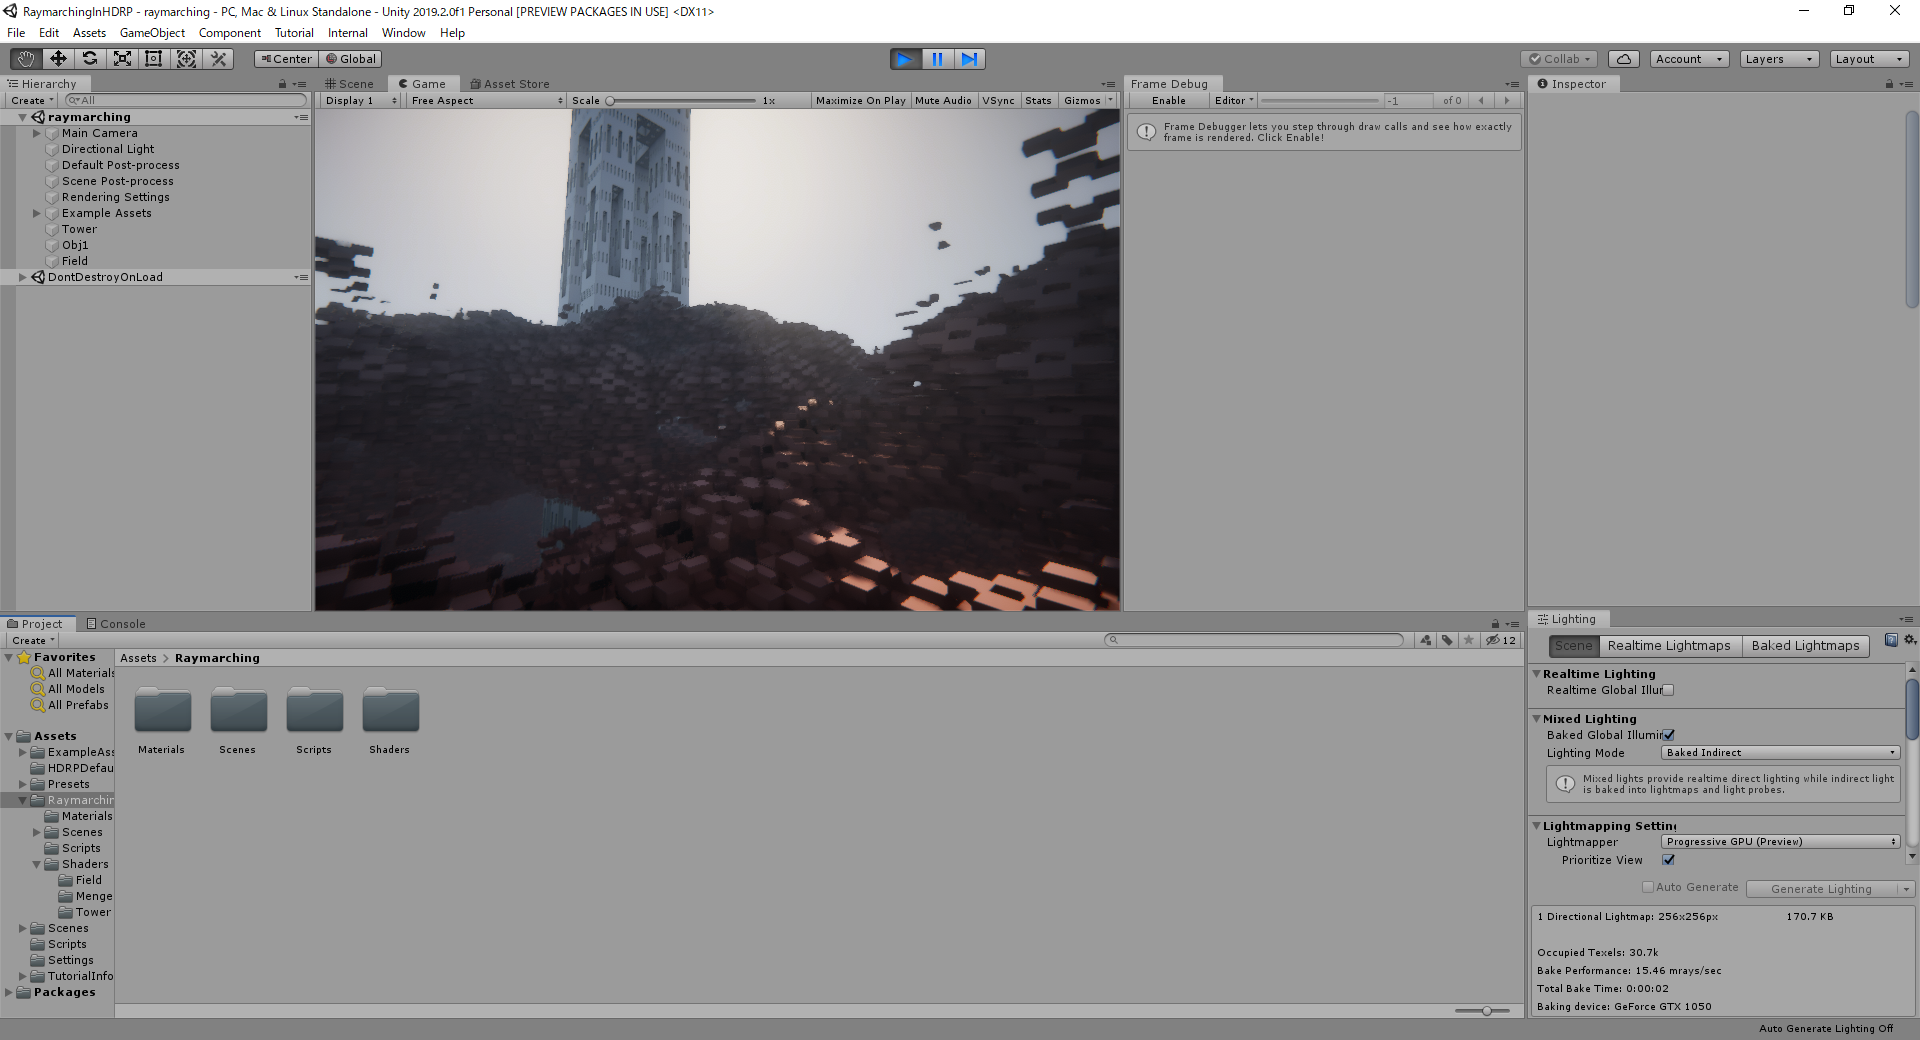 RaymarchingInHDRP - raymarching - PC, Mac & Linux Standalone - Unity 2019.2.0f1 Personal [PREVIEW PACKAGES IN USE] <DX11>
File Edit Assets GameObject Component Tutorial Internal Window Help
Center Global
Collab Account Layers Layout
Hierarchy
Create All
raymarching
Main Camera
Directional Light
Default Post-process
Scene Post-process
Rendering Settings
Example Assets
Tower
Obj1
Field
DontDestroyOnLoad
Scene Game Asset Store
Display 1 Free Aspect Scale 1x Maximize On Play Mute Audio VSync Stats Gizmos
Frame Debug
Enable Editor -1 of 0
Frame Debugger lets you step through draw calls and see how exactly
frame is rendered. Click Enable!
Inspector
Project Console
Create
12
Favorites
All Materials
All Models
All Prefabs
Assets
ExampleAss
HDRPDefau
Presets
Raymarchin
Materials
Scenes
Scripts
Shaders
Field
Menge
Tower
Scenes
Scripts
Settings
TutorialInfo
Packages
Assets > Raymarching
Materials Scenes Scripts Shaders
Lighting
Scene Realtime Lightmaps Baked Lightmaps
Realtime Lighting
Realtime Global Illur
Mixed Lighting
Baked Global Illumir
Lighting Mode Baked Indirect
Mixed lights provide realtime direct lighting while indirect light
is baked into lightmaps and light probes.
Lightmapping Settin
Lightmapper Progressive GPU (Preview)
Prioritize View
Auto Generate Generate Lighting
1 Directional Lightmap: 256x256px 170.7 KB
Occupied Texels: 30.7k
Bake Performance: 15.46 mrays/sec
Total Bake Time: 0:00:02
Baking device: GeForce GTX 1050
Auto Generate Lighting Off